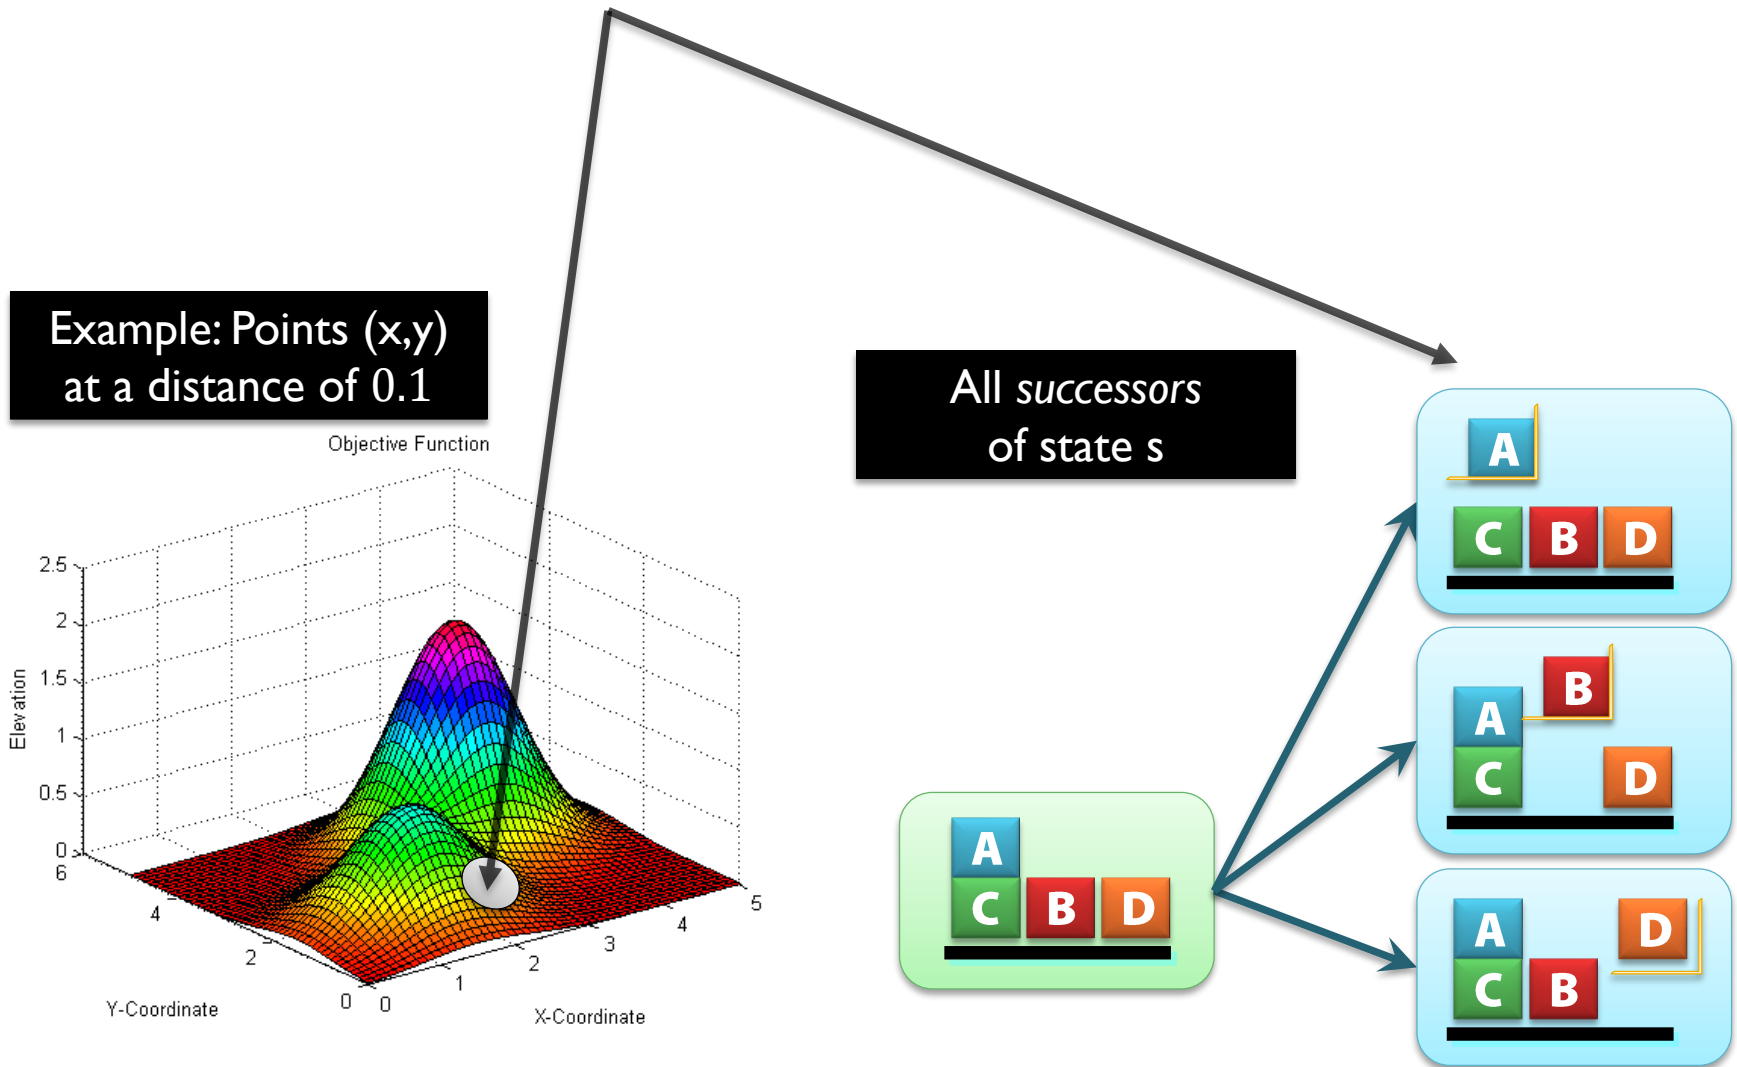 Example: Points (x,y)
at a distance of 0.1
All successors
of state s
Objective Function
2.5
2
1.5
1
0.5
0
Elevation
6
4
2
0
Y-Coordinate
0
1
2
3
4
5
X-Coordinate
A
C B D
A
C B D
B
A
C D
A D
C B